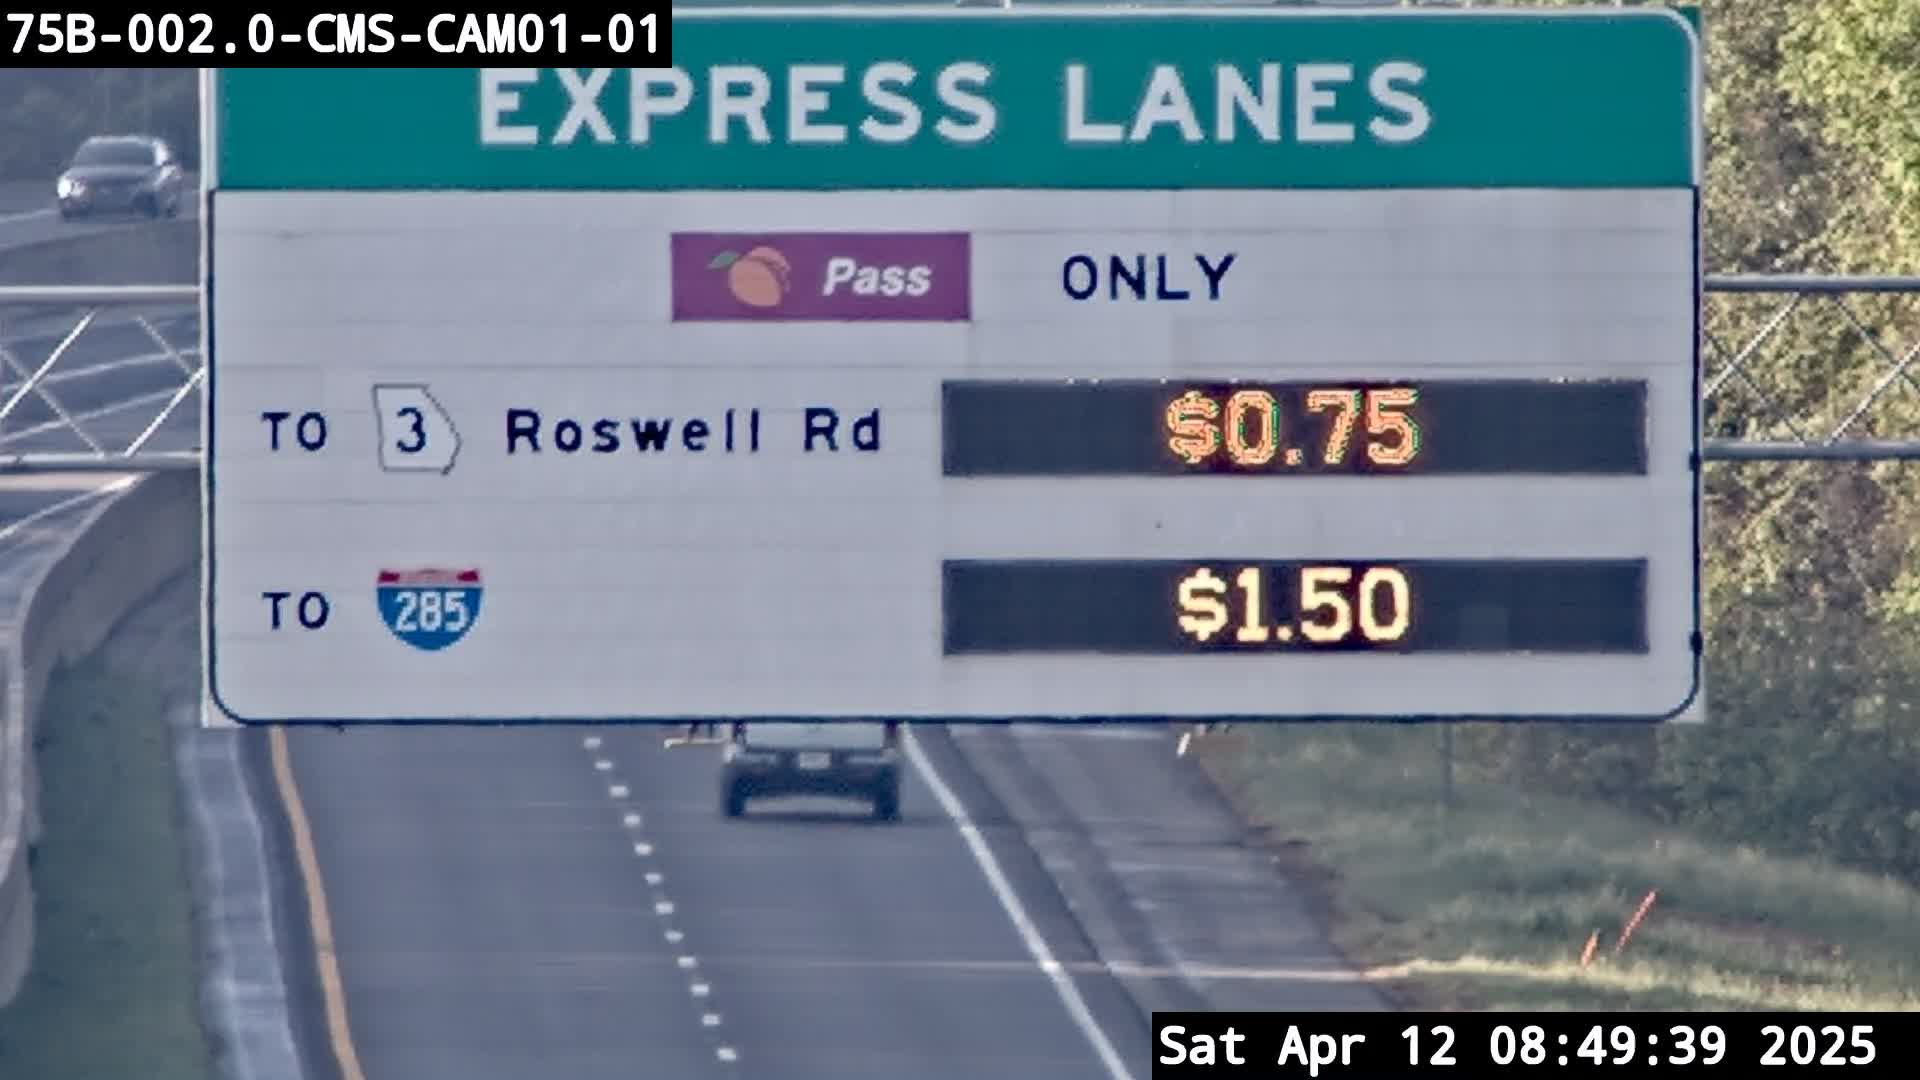 75B-002.0-CMS-CAM01-01
EXPRESS LANES
Pass ONLY
TO 3 Roswell Rd $0.75
TO 285 $1.50
Sat Apr 12 08:49:39 2025